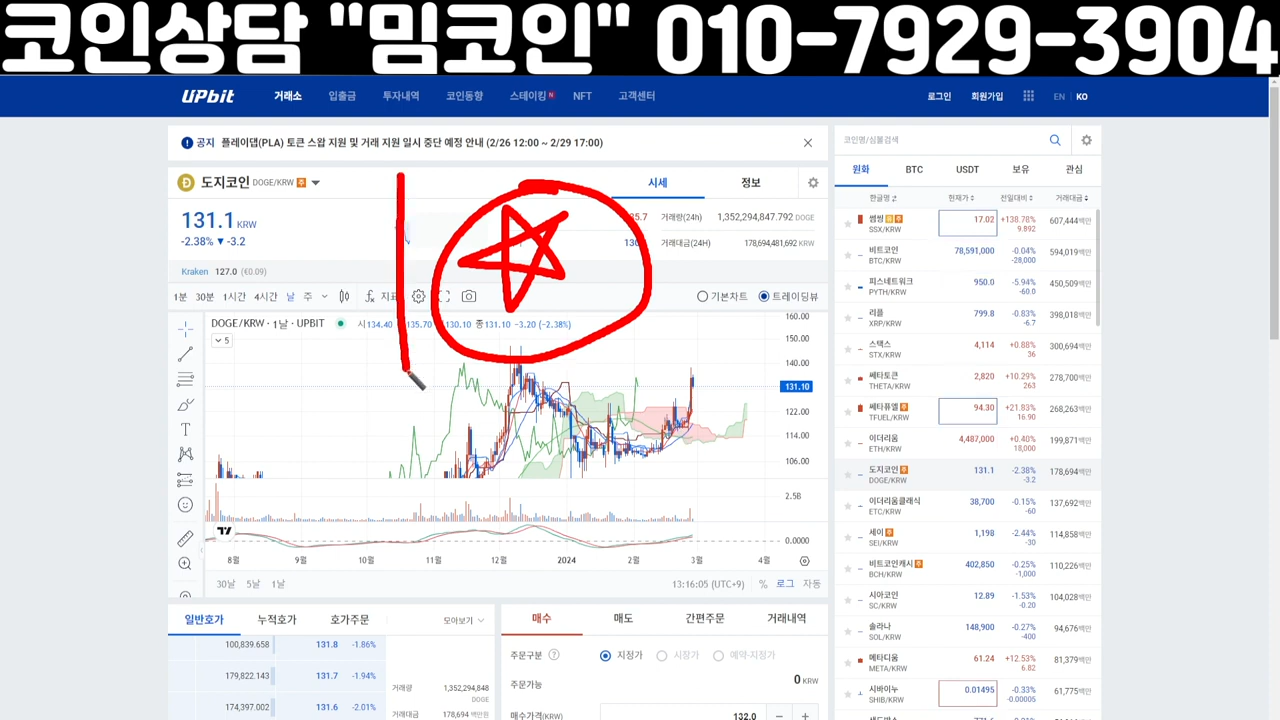 코인상담 "밈코인" 010-7929-3904
UPbit 거래소 입출금 투자내역 코인동향 스테이킹 N NFT 고객센터 로그인 회원가입 EN KO
공지 플레이댑(PLA) 토큰 스왑 지원 및 거래 지원 일시 중단 예정 안내 (2/26 12:00 ~ 2/29 17:00)
도지코인 DOGE/KRW 주 시세 정보
131.1 KRW
-2.38% ▼ -3.2
거래량(24h) 1,352,294,847.792 DOGE
거래대금(24H) 178,694,481,692 KRW
Kraken 127.0 (€0.09)
1분 30분 1시간 4시간 날 주 지표 기본차트 트레이딩뷰
DOGE/KRW · 1날 · UPBIT 시134.40 135.70 130.10 종131.10 -3.20 (-2.38%)
5
160.00
150.00
140.00
131.10
122.00
114.00
106.00
2.5B
0.0000
8월 9월 10월 11월 12월 2024 2월 3월 4월
30날 5날 1날 13:16:05 (UTC+9) % 로그 자동
일반호가 누적호가 호가주문 모아보기
100,839.658 131.8 -1.86%
179,822.143 131.7 -1.94%
174,397.002 131.6 -2.01%
거래량 1,352,294,848
DOGE
거래대금 178,694 백만원
매수 매도 간편주문 거래내역
주문구분 지정가 시장가 예약-지정가
주문가능 0 KRW
매수가격(KRW) 132.0 − +
코인명/심볼검색
원화 BTC USDT 보유 관심
한글명 현재가 전일대비 거래대금
썸씽 17.02 +138.78% 607,444백만
SSX/KRW 9.892
비트코인 78,591,000 -0.04% 594,019백만
BTC/KRW -28,000
피스네트워크 950.0 -5.94% 450,509백만
PYTH/KRW -60.0
리플 799.8 -0.83% 398,018백만
XRP/KRW -6.7
스택스 4,114 +0.88% 300,694백만
STX/KRW 36
쎄타토큰 2,820 +10.29% 278,700백만
THETA/KRW 263
쎄타퓨엘 주 94.30 +21.83% 268,263백만
TFUEL/KRW 16.90
이더리움 4,487,000 +0.40% 199,871백만
ETH/KRW 18,000
도지코인 주 131.1 -2.38% 178,694백만
DOGE/KRW -3.2
이더리움클래식 38,700 -0.15% 137,692백만
ETC/KRW -60
세이 주 1,198 -2.44% 114,858백만
SEI/KRW -30
비트코인캐시 주 402,850 -0.25% 110,226백만
BCH/KRW -1,000
시아코인 12.89 -1.53% 104,028백만
SC/KRW -0.20
솔라나 148,900 -0.27% 94,676백만
SOL/KRW -400
메타디움 61.24 +12.53% 81,379백만
META/KRW 6.82
시바이누 0.01495 -0.33% 61,775백만
SHIB/KRW -0.00005